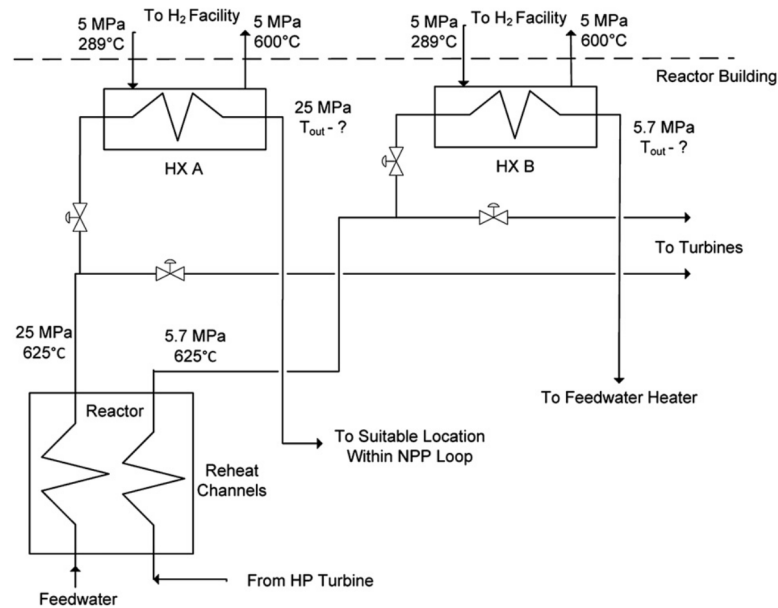 To H₂ Facility
5 MPa
289°C
5 MPa
600°C
To H₂ Facility
5 MPa
289°C
5 MPa
600°C
Reactor Building
25 MPa
Tout - ?
HX A
5.7 MPa
Tout - ?
HX B
To Turbines
25 MPa
625°C
5.7 MPa
625°C
To Feedwater Heater
Reactor
To Suitable Location
Within NPP Loop
Reheat
Channels
From HP Turbine
Feedwater